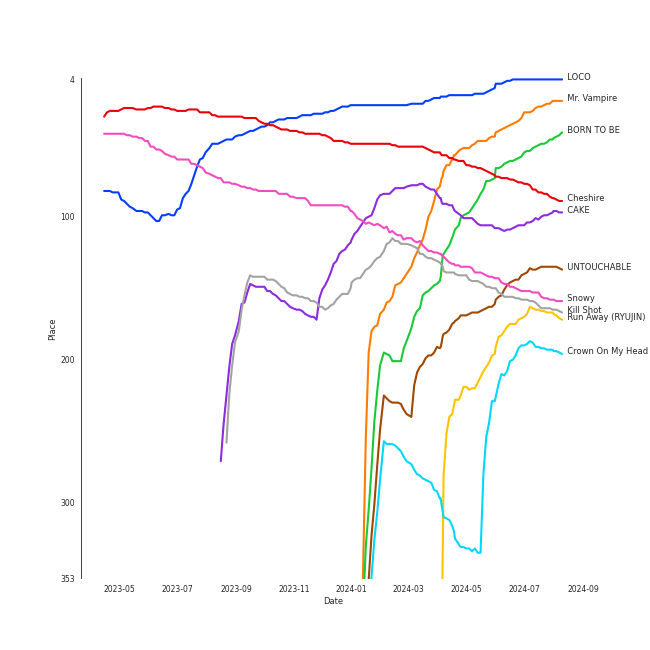 4
100
200
300
353
Place
2023-05
2023-07
2023-09
2023-11
2024-01
2024-03
2024-05
2024-07
2024-09
Date
LOCO
Mr. Vampire
BORN TO BE
Cheshire
CAKE
UNTOUCHABLE
Snowy
Kill Shot
Run Away (RYUJIN)
Crown On My Head